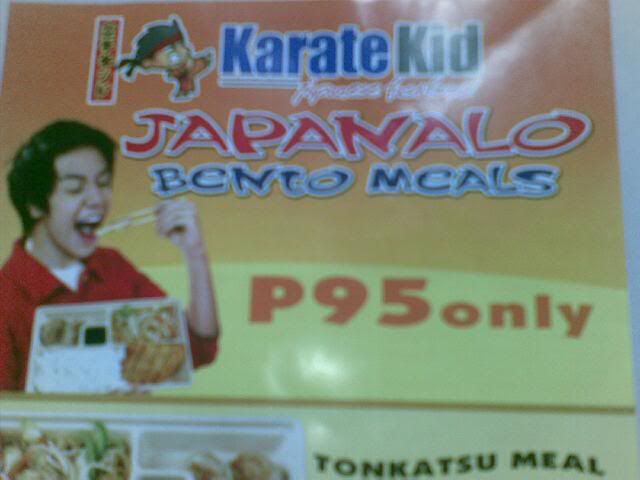 Karate Kid
JAPANALO
BENTO MEALS
P95 only
TONKATSU MEAL